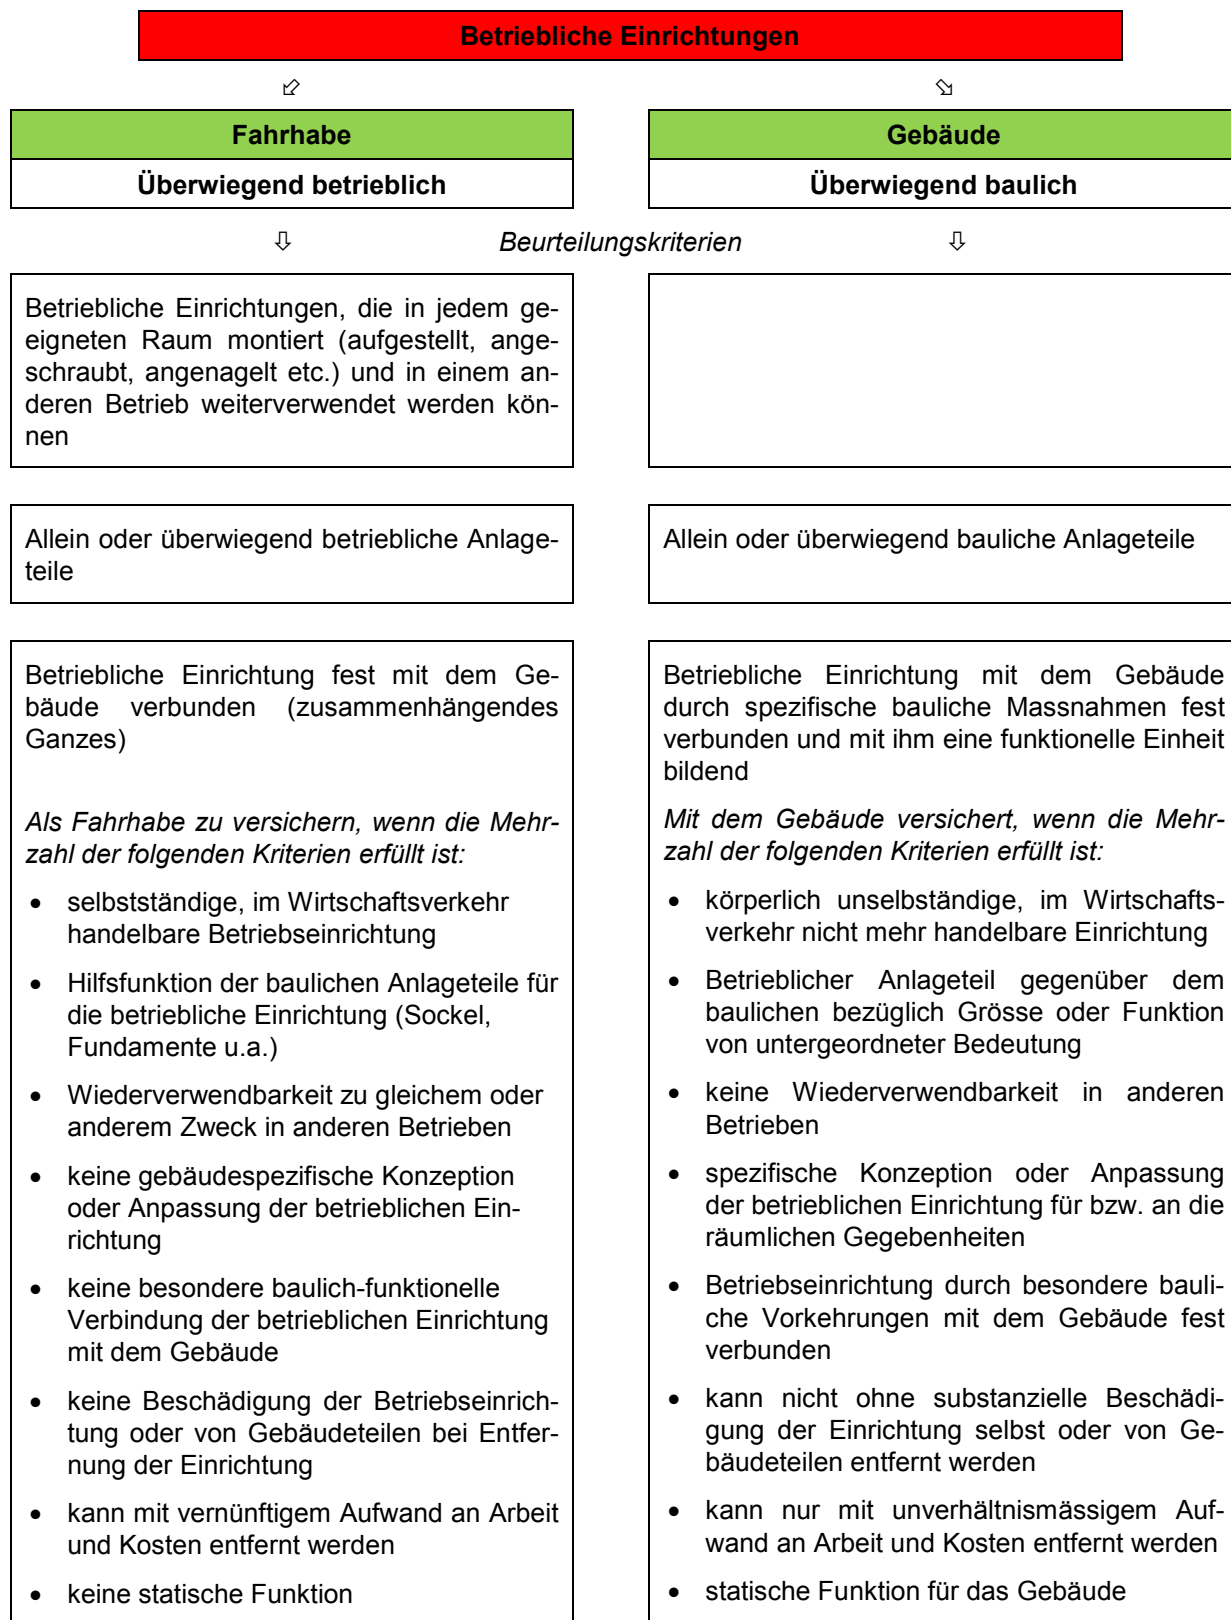 Betriebliche Einrichtungen
Fahrhabe
Überwiegend betrieblich
Gebäude
Überwiegend baulich
Beurteilungskriterien
Betriebliche Einrichtungen, die in jedem ge-
eigneten Raum montiert (aufgestellt, ange-
schraubt, angenagelt etc.) und in einem an-
deren Betrieb weiterverwendet werden kön-
nen
Allein oder überwiegend betriebliche Anlage-
teile
Allein oder überwiegend bauliche Anlageteile
Betriebliche Einrichtung fest mit dem Ge-
bäude verbunden (zusammenhängendes
Ganzes)
Als Fahrhabe zu versichern, wenn die Mehr-
zahl der folgenden Kriterien erfüllt ist:
• selbstständige, im Wirtschaftsverkehr
handelbare Betriebseinrichtung
• Hilfsfunktion der baulichen Anlageteile für
die betriebliche Einrichtung (Sockel,
Fundamente u.a.)
• Wiederverwendbarkeit zu gleichem oder
anderem Zweck in anderen Betrieben
• keine gebäudespezifische Konzeption
oder Anpassung der betrieblichen Ein-
richtung
• keine besondere baulich-funktionelle
Verbindung der betrieblichen Einrichtung
mit dem Gebäude
• keine Beschädigung der Betriebseinrich-
tung oder von Gebäudeteilen bei Entfer-
nung der Einrichtung
• kann mit vernünftigem Aufwand an Arbeit
und Kosten entfernt werden
• keine statische Funktion
Betriebliche Einrichtung mit dem Gebäude
durch spezifische bauliche Massnahmen fest
verbunden und mit ihm eine funktionelle Einheit
bildend
Mit dem Gebäude versichert, wenn die Mehr-
zahl der folgenden Kriterien erfüllt ist:
• körperlich unselbständige, im Wirtschafts-
verkehr nicht mehr handelbare Einrichtung
• Betrieblicher Anlageteil gegenüber dem
baulichen bezüglich Grösse oder Funktion
von untergeordneter Bedeutung
• keine Wiederverwendbarkeit in anderen
Betrieben
• spezifische Konzeption oder Anpassung
der betrieblichen Einrichtung für bzw. an die
räumlichen Gegebenheiten
• Betriebseinrichtung durch besondere bauli-
che Vorkehrungen mit dem Gebäude fest
verbunden
• kann nicht ohne substanzielle Beschädi-
gung der Einrichtung selbst oder von Ge-
bäudeteilen entfernt werden
• kann nur mit unverhältnismässigem Auf-
wand an Arbeit und Kosten entfernt werden
• statische Funktion für das Gebäude